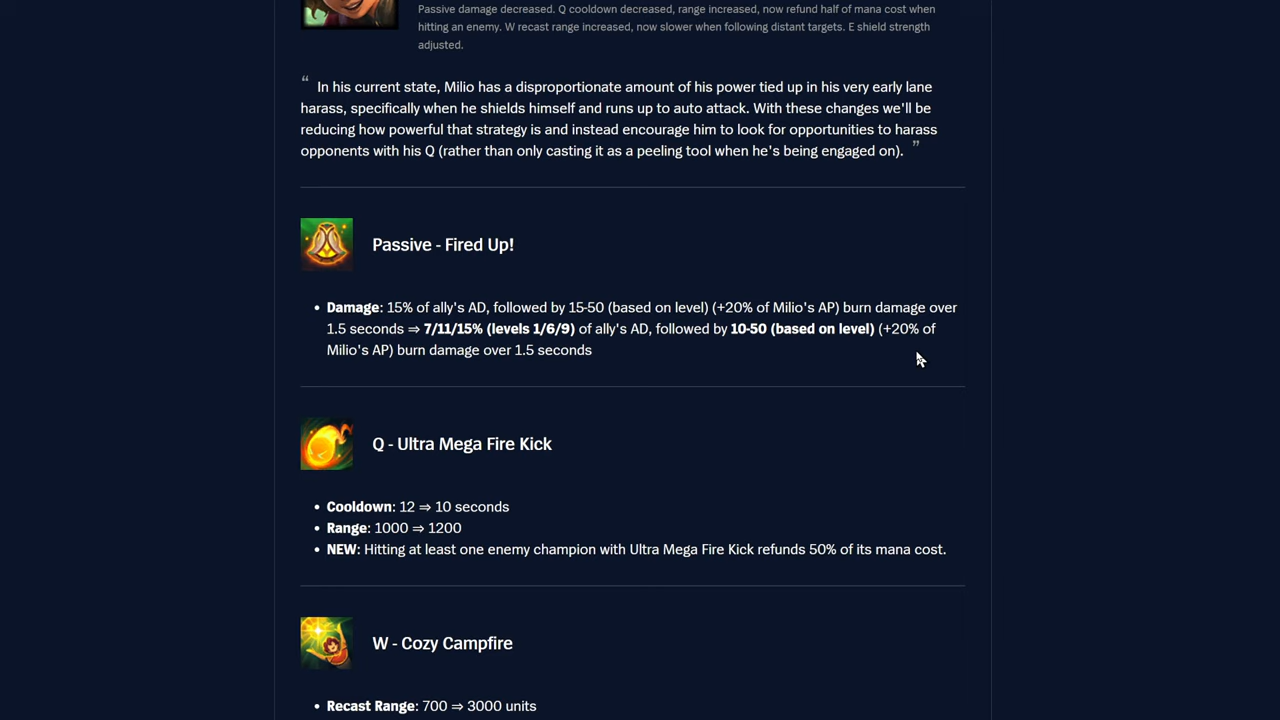 Passive damage decreased. Q cooldown decreased, range increased, now refund half of mana cost when
hitting an enemy. W recast range increased, now slower when following distant targets. E shield strength
adjusted.
“ In his current state, Milio has a disproportionate amount of his power tied up in his very early lane
harass, specifically when he shields himself and runs up to auto attack. With these changes we'll be
reducing how powerful that strategy is and instead encourage him to look for opportunities to harass
opponents with his Q (rather than only casting it as a peeling tool when he's being engaged on). ”
Passive - Fired Up!
• Damage: 15% of ally's AD, followed by 15-50 (based on level) (+20% of Milio's AP) burn damage over
1.5 seconds ⇒ 7/11/15% (levels 1/6/9) of ally's AD, followed by 10-50 (based on level) (+20% of
Milio's AP) burn damage over 1.5 seconds
Q - Ultra Mega Fire Kick
• Cooldown: 12 ⇒ 10 seconds
• Range: 1000 ⇒ 1200
• NEW: Hitting at least one enemy champion with Ultra Mega Fire Kick refunds 50% of its mana cost.
W - Cozy Campfire
• Recast Range: 700 ⇒ 3000 units